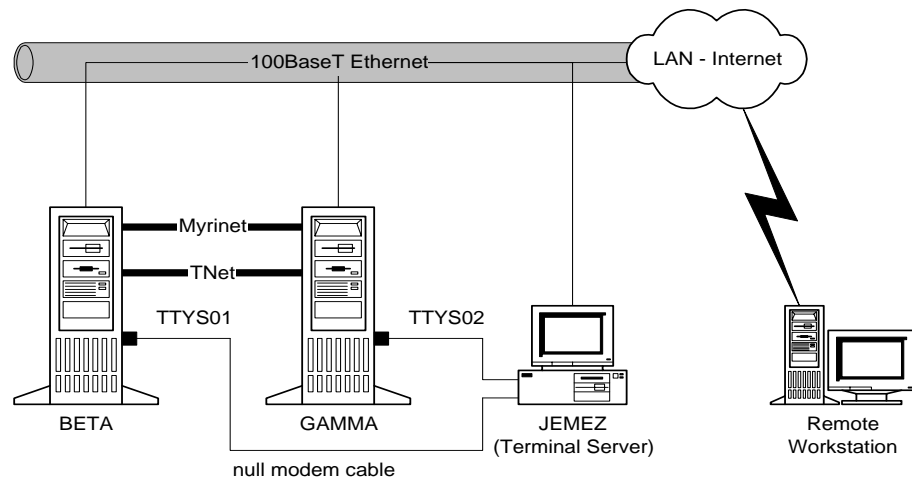 100BaseT Ethernet
LAN - Internet
Myrinet
TNet
TTYS01
TTYS02
BETA
GAMMA
JEMEZ
(Terminal Server)
Remote
Workstation
null modem cable